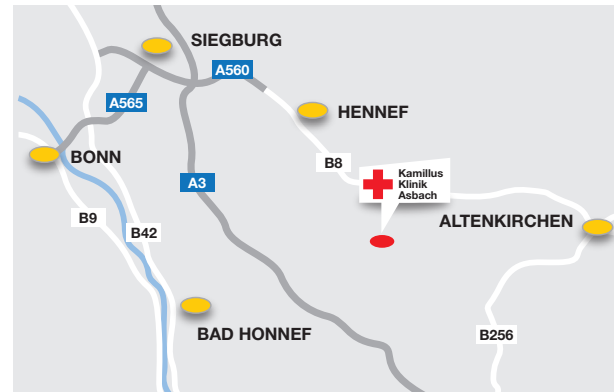 SIEGBURG
A560
A565
HENNEF
BONN
B8
Kamillus
Klinik
Asbach
A3
B9
B42
ALTENKIRCHEN
BAD HONNEF
B256